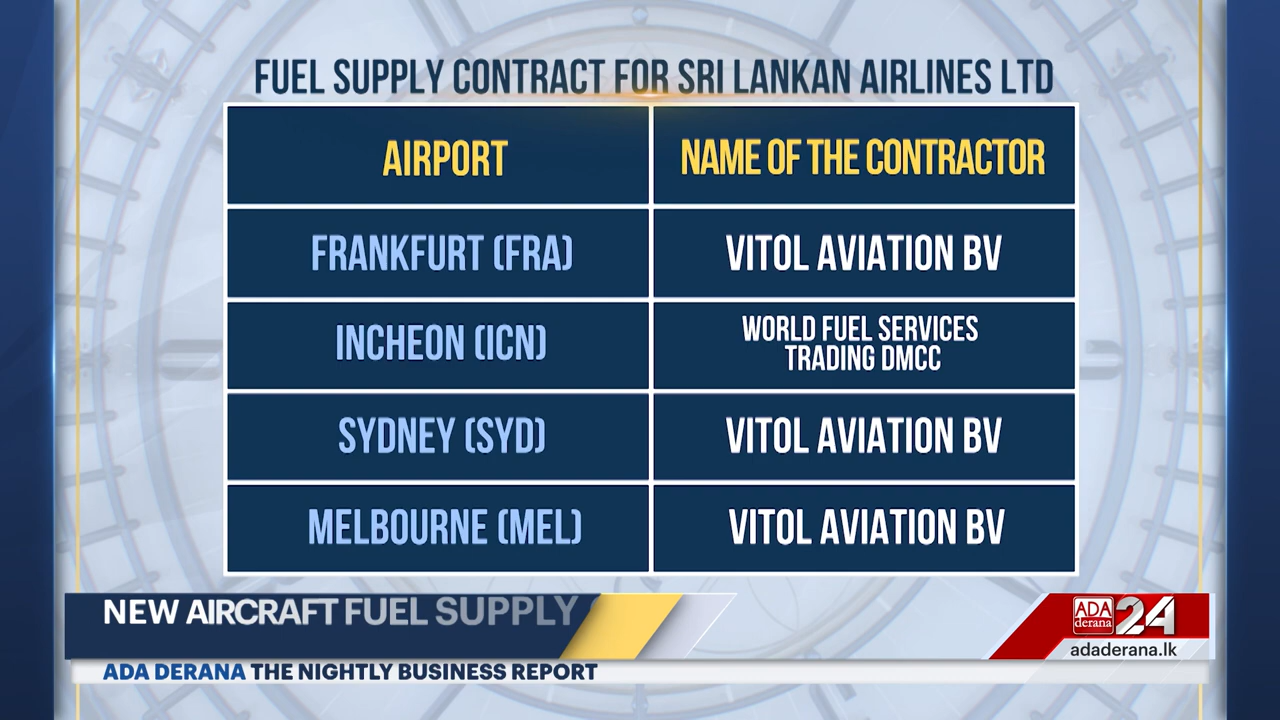 FUEL SUPPLY CONTRACT FOR SRI LANKAN AIRLINES LTD
AIRPORT
NAME OF THE CONTRACTOR
FRANKFURT (FRA)
VITOL AVIATION BV
INCHEON (ICN)
WORLD FUEL SERVICES
TRADING DMCC
SYDNEY (SYD)
VITOL AVIATION BV
MELBOURNE (MEL)
VITOL AVIATION BV
NEW AIRCRAFT FUEL SUPPLY
ADA derana 24
adaderana.lk
ADA DERANA THE NIGHTLY BUSINESS REPORT